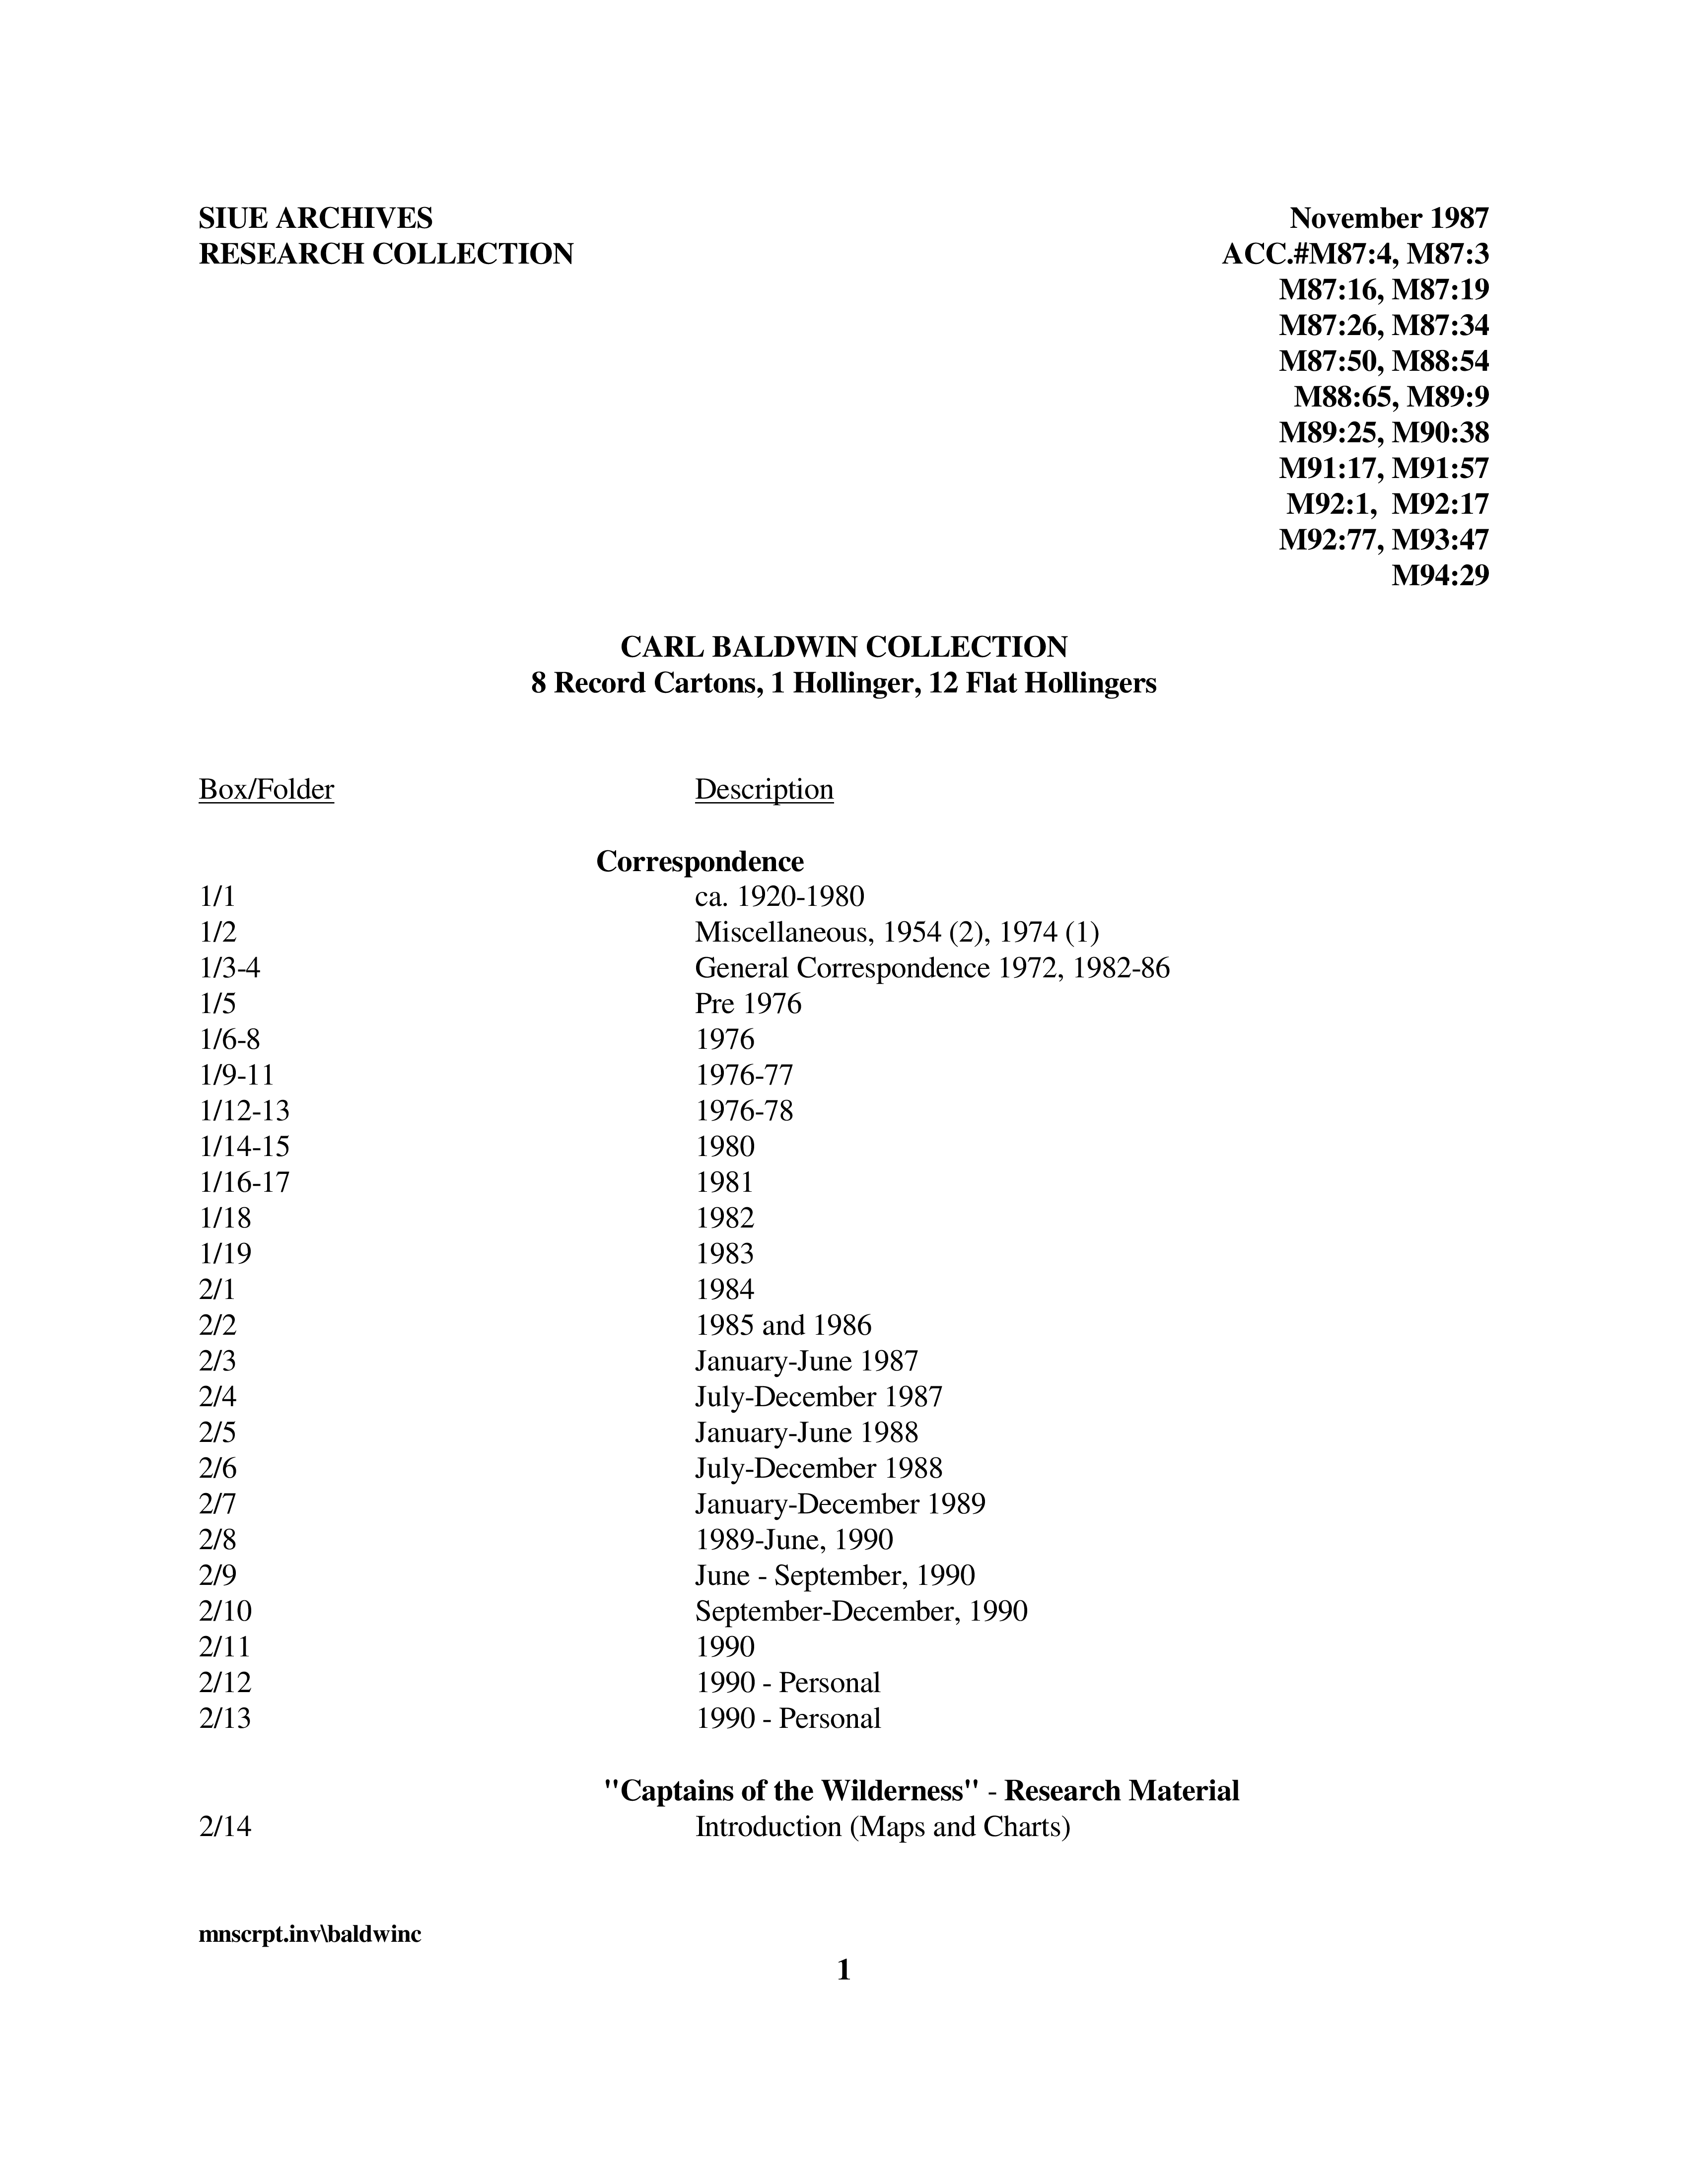 SIUE ARCHIVES November 1987
RESEARCH COLLECTION ACC.#M87:4, M87:3
M87:16, M87:19
M87:26, M87:34
M87:50, M88:54
M88:65, M89:9
M89:25, M90:38
M91:17, M91:57
M92:1, M92:17
M92:77, M93:47
M94:29
CARL BALDWIN COLLECTION
8 Record Cartons, 1 Hollinger, 12 Flat Hollingers
Box/Folder Description
Correspondence
1/1 ca. 1920-1980
1/2 Miscellaneous, 1954 (2), 1974 (1)
1/3-4 General Correspondence 1972, 1982-86
1/5 Pre 1976
1/6-8 1976
1/9-11 1976-77
1/12-13 1976-78
1/14-15 1980
1/16-17 1981
1/18 1982
1/19 1983
2/1 1984
2/2 1985 and 1986
2/3 January-June 1987
2/4 July-December 1987
2/5 January-June 1988
2/6 July-December 1988
2/7 January-December 1989
2/8 1989-June, 1990
2/9 June - September, 1990
2/10 September-December, 1990
2/11 1990
2/12 1990 - Personal
2/13 1990 - Personal
"Captains of the Wilderness" - Research Material
2/14 Introduction (Maps and Charts)
mnscrpt.inv\baldwinc
1